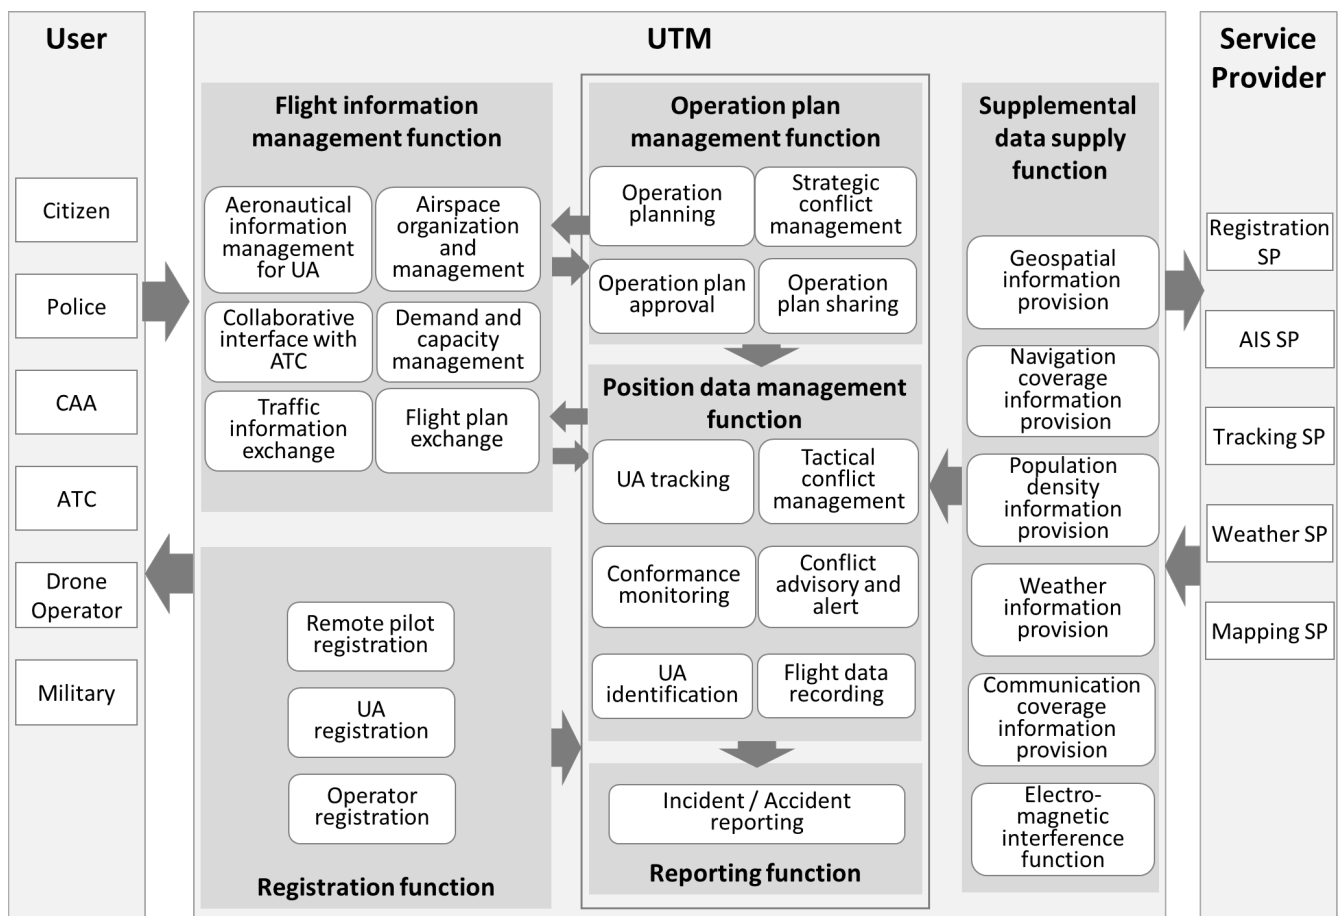 User
Citizen
Police
CAA
ATC
Drone
Operator
Military
UTM
Flight information
management function
Aeronautical
information
management
for UA
Airspace
organization
and
management
Collaborative
interface with
ATC
Demand and
capacity
management
Traffic
information
exchange
Flight plan
exchange
Remote pilot
registration
UA
registration
Operator
registration
Registration function
Operation plan
management function
Operation
planning
Strategic
conflict
management
Operation plan
approval
Operation
plan sharing
Position data management
function
UA tracking
Tactical
conflict
management
Conformance
monitoring
Conflict
advisory and
alert
UA
identification
Flight data
recording
Incident / Accident
reporting
Reporting function
Supplemental
data supply
function
Geospatial
information
provision
Navigation
coverage
information
provision
Population
density
information
provision
Weather
information
provision
Communication
coverage
information
provision
Electro-
magnetic
interference
function
Service
Provider
Registration
SP
AIS SP
Tracking SP
Weather SP
Mapping SP